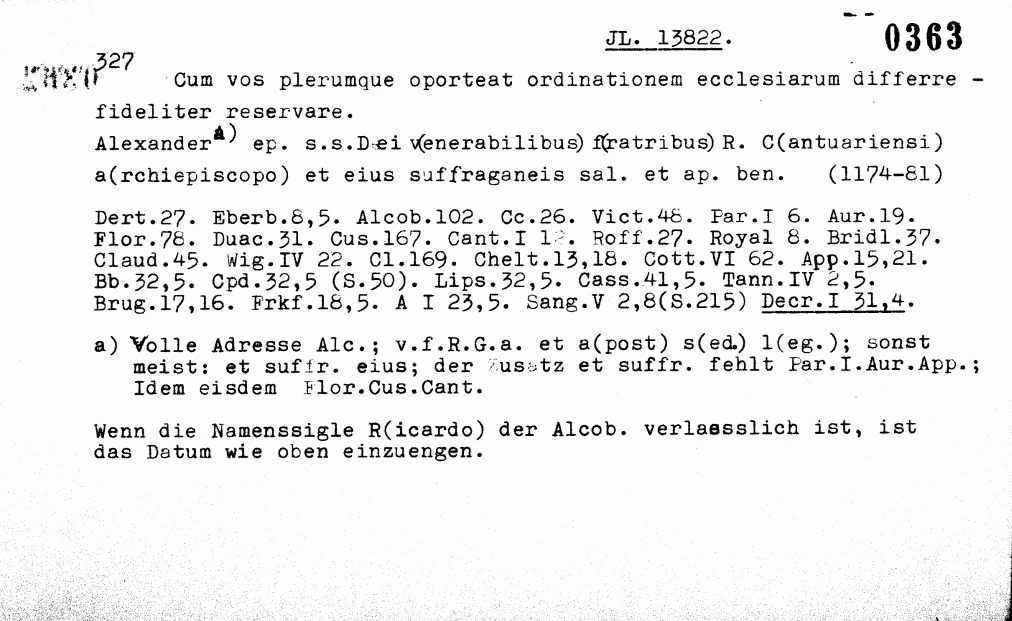 JL. 13822.
0363
327
Cum vos plerumque oporteat ordinationem ecclesiarum differre -
fideliter reservare.
Alexander a) ep. s.s.Dei v(enerabilibus) f(ratribus) R. C(antuariensi)
a(rchiepiscopo) et eius suffraganeis sal. et ap. ben. (1174-81)
Dert.27. Eberb.8,5. Alcob.102. Cc.26. Vict.48. Par.I 6. Aur.19.
Flor.78. Duac.31. Cus.167. Cant.I Roff.27. Royal 8. Bridl.37.
Claud.45. Wig.IV 22. Cl.169. Chelt.13,18. Cott.VI 62. App.15,21.
Bb.32,5. Cpd.32,5 (S.50). Lips.32,5. Cass.41,5. Tann.IV 2,5.
Brug.17,16. Frkf.18,5. A I 23,5. Sang.V 2,8(S.215) Decr.I 31,4.
a) Volle Adresse Alc.; v.f.R.G.a. et a(post) s(ed.) l(eg.); sonst
meist: et suffr. eius; der Zusatz et suffr. fehlt Par.I.Aur.App.;
Idem eisdem Flor.Cus.Cant.
Wenn die Namenssigle R(icardo) der Alcob. verlaesslich ist, ist
das Datum wie oben einzuengen.